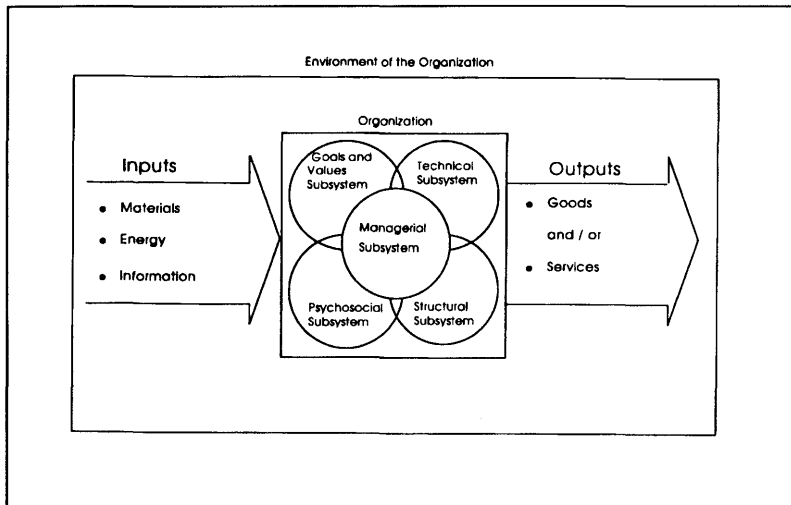 Environment of the Organization
Organization
Inputs
• Materials
• Energy
• Information
Goals and
Values
Subsystem
Technical
Subsystem
Managerial
Subsystem
Psychosocial
Subsystem
Structural
Subsystem
Outputs
• Goods
and / or
• Services